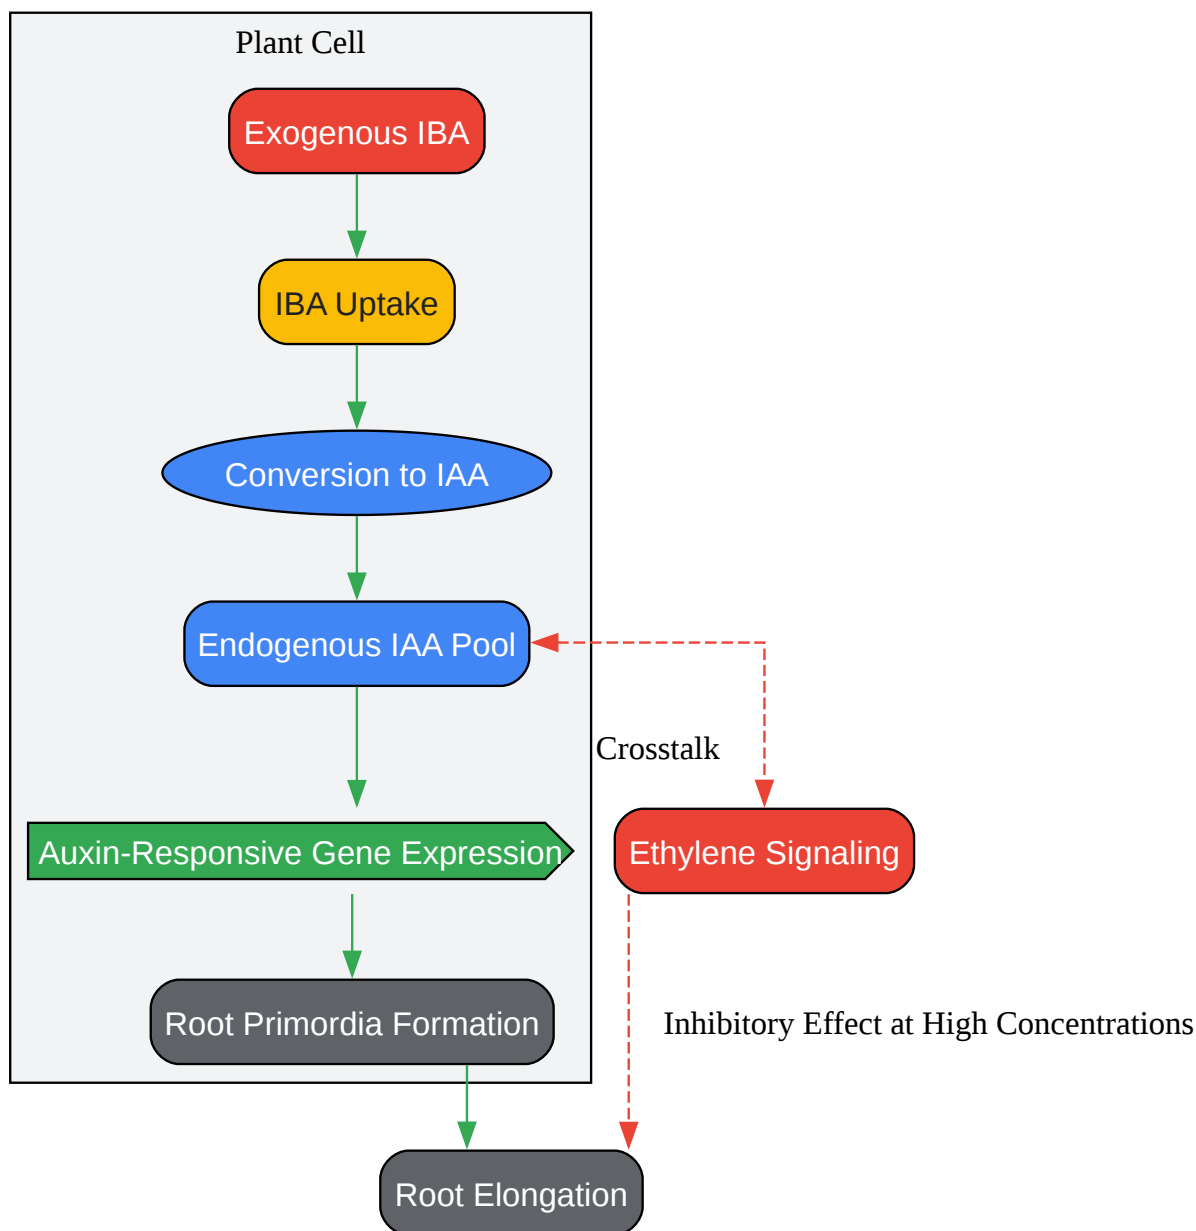 Plant Cell
Exogenous IBA
IBA Uptake
Conversion to IAA
Endogenous IAA Pool
Crosstalk
Auxin-Responsive Gene Expression
Ethylene Signaling
Root Primordia Formation
Inhibitory Effect at High Concentrations
Root Elongation